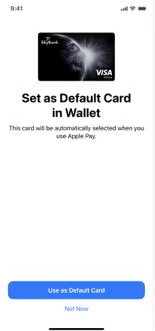 9:41
SkyBank
VISA
Set as Default Card
in Wallet
This card will be automatically selected when you
use Apple Pay.
Use as Default Card
Not Now